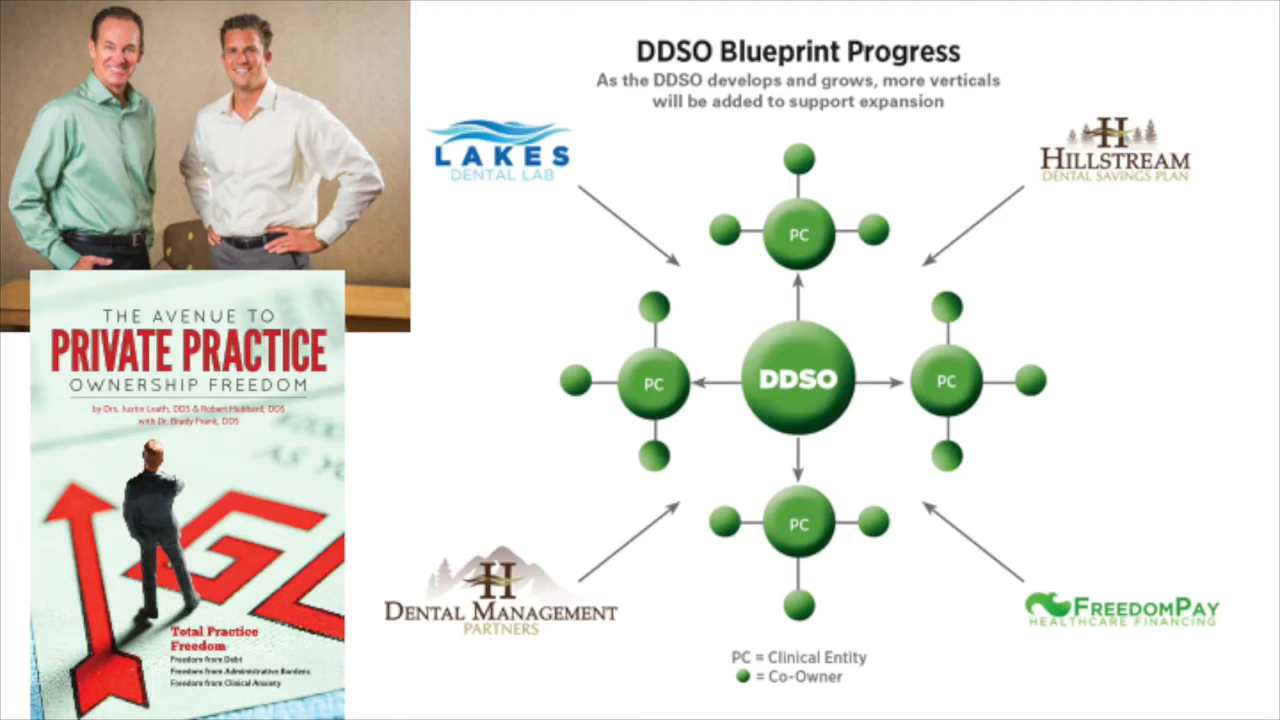 DDSO Blueprint Progress
As the DDSO develops and grows, more verticals
will be added to support expansion
LAKES
DENTAL LAB
H
HILLSTREAM
DENTAL SAVINGS PLAN
PC
PC
DDSO
PC
PC
H
DENTAL MANAGEMENT
PARTNERS
FREEDOMPAY
HEALTHCARE FINANCING
PC = Clinical Entity
= Co-Owner
THE AVENUE TO
PRIVATE PRACTICE
OWNERSHIP FREEDOM
by Drs. Justin Leath, DDS & Robert Hubbard, DDS
with Dr. Brady Frank, DDS
Total Practice
Freedom
Freedom from Debt
Freedom from Administrative Burdens
Freedom from Clinical Anxiety